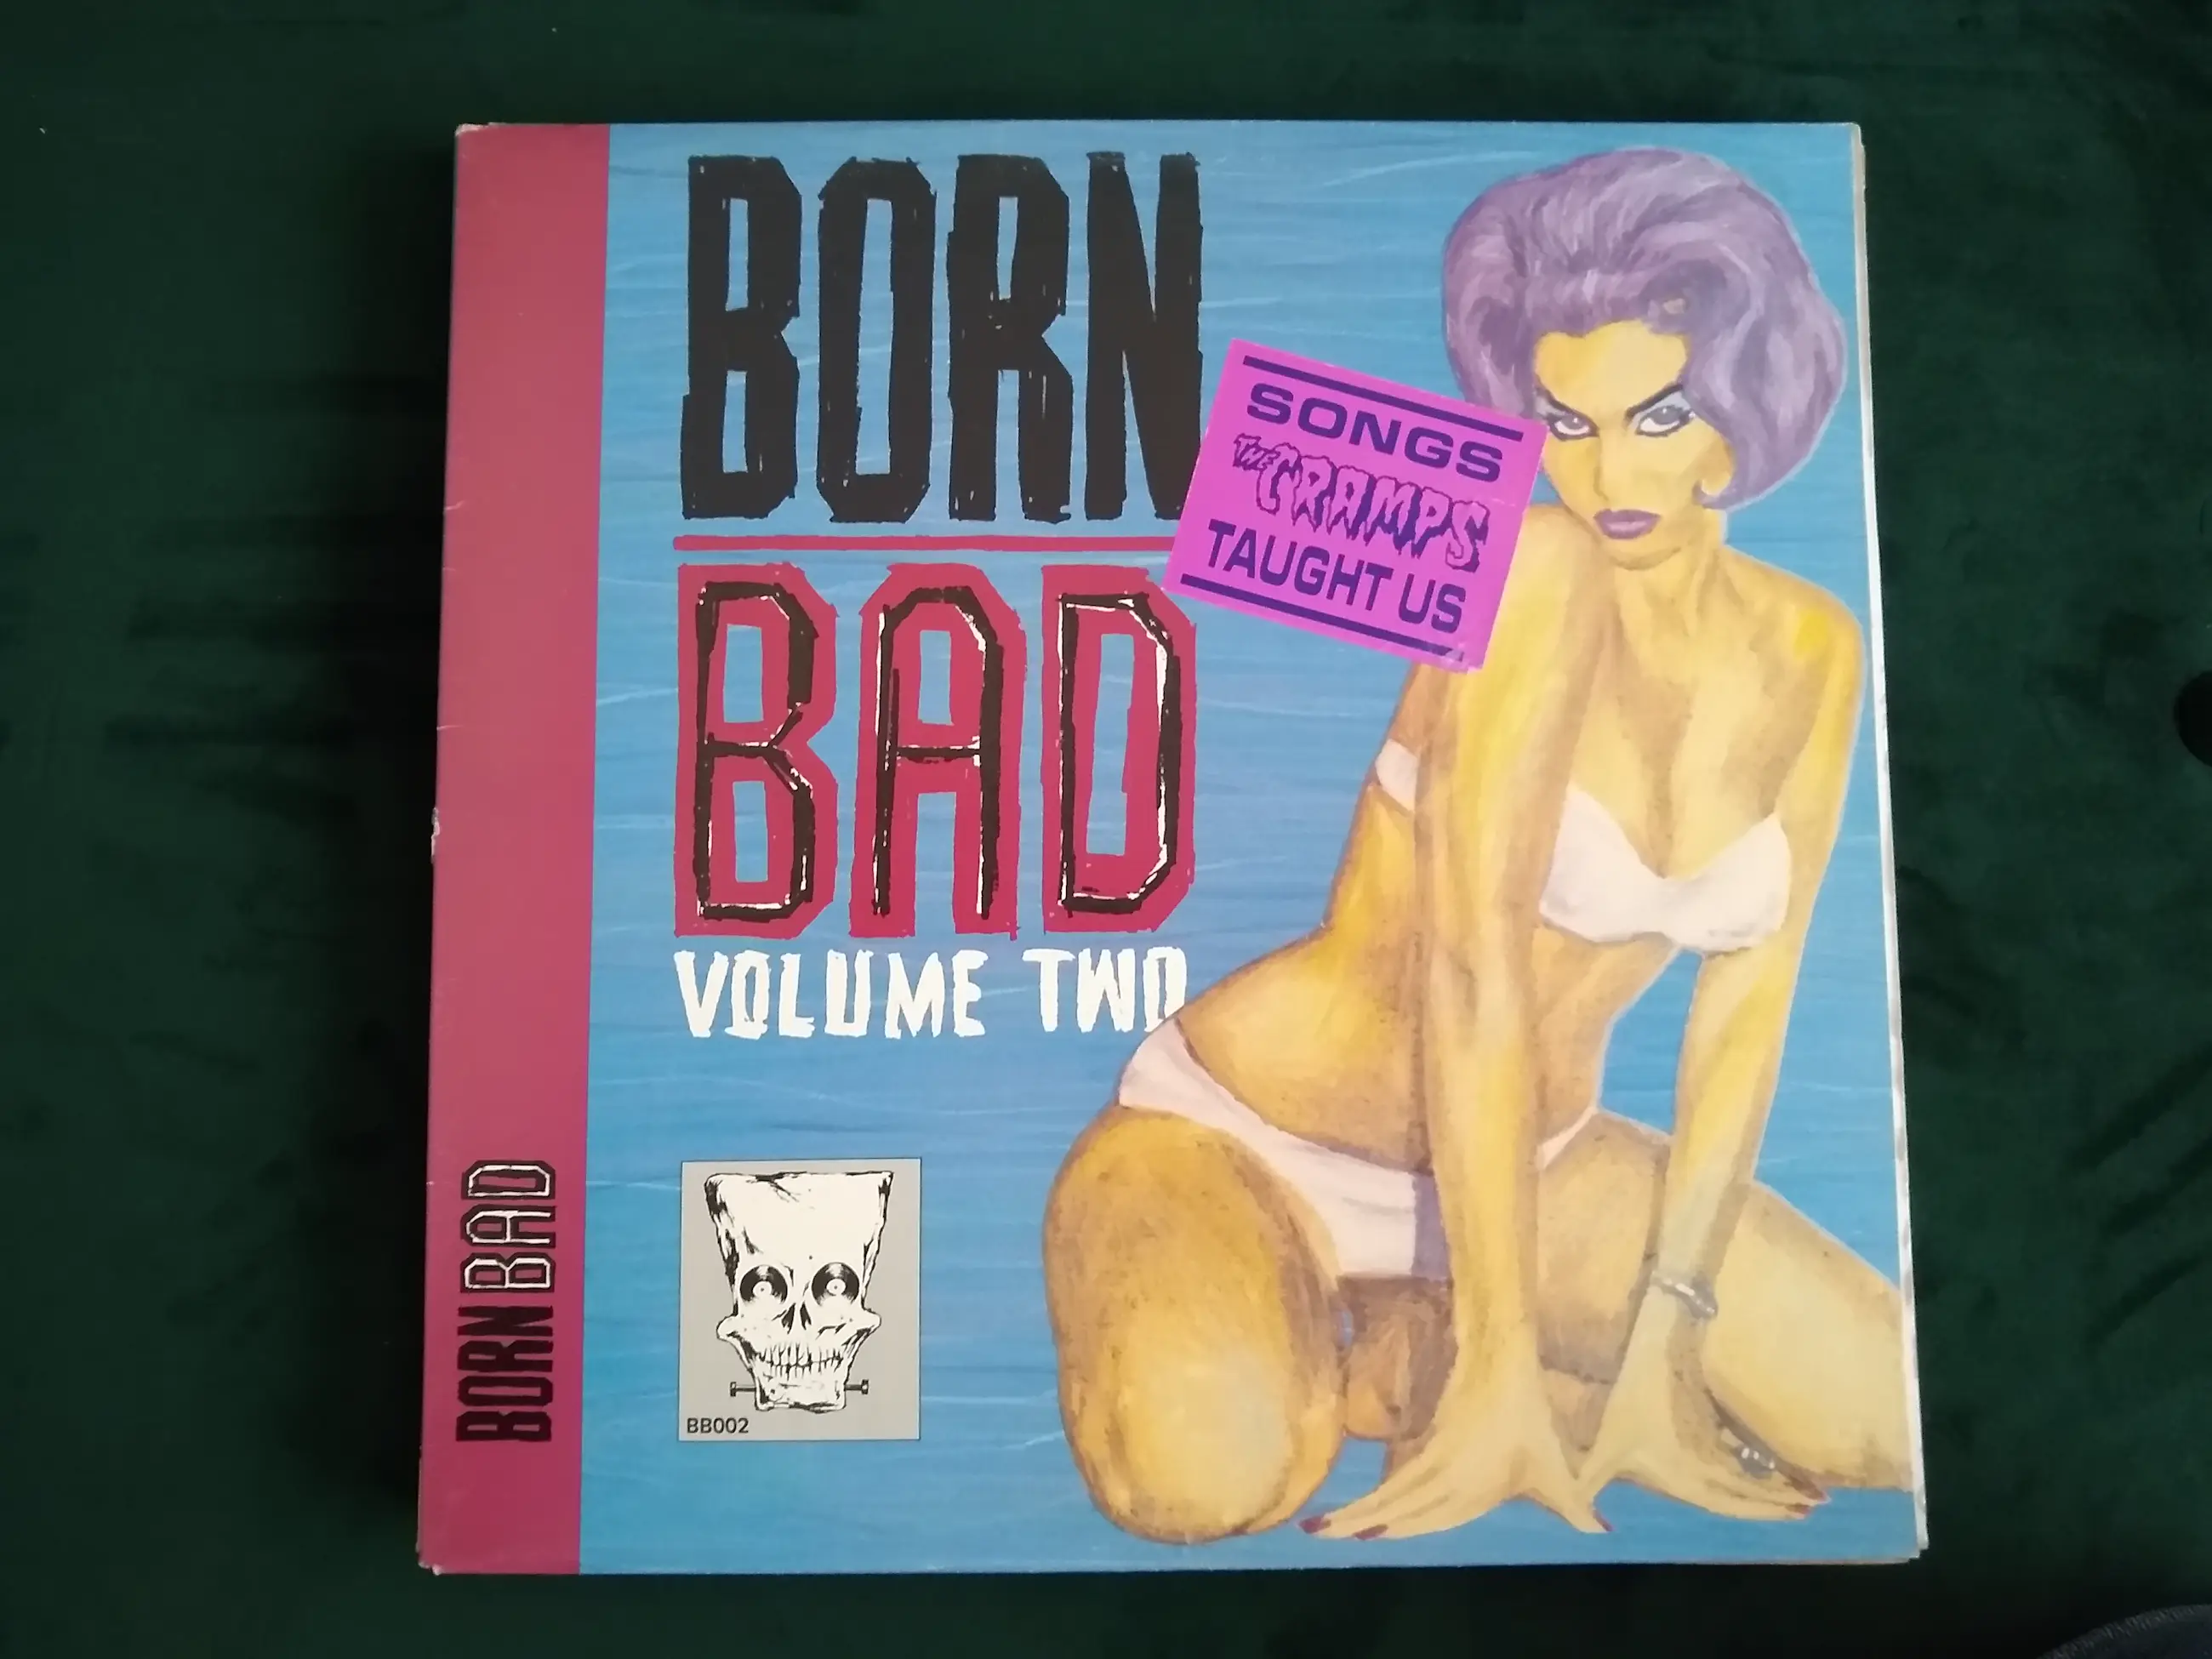 BORN
BAD
VOLUME TWO
SONGS
THE CRAMPS
TAUGHT US
BB002
BORN BAD